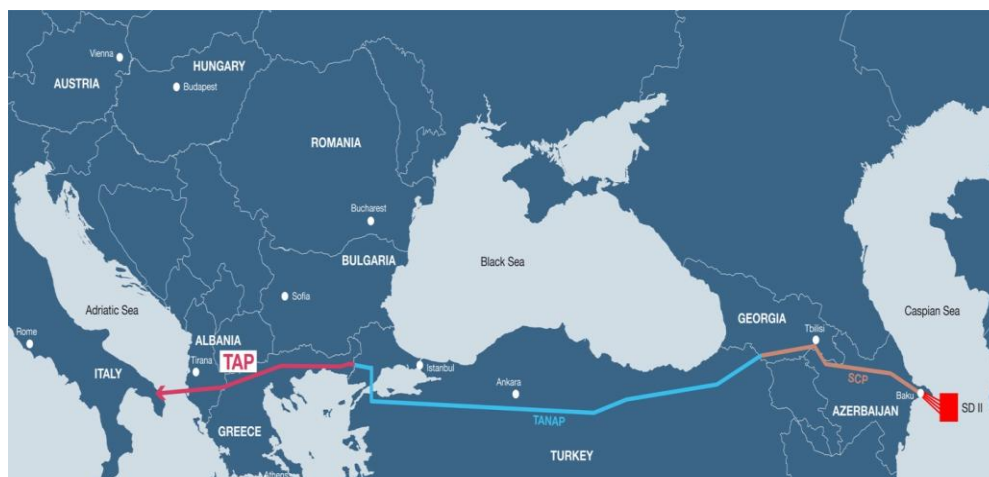 Vienna
HUNGARY
AUSTRIA
Budapest
ROMANIA
Bucharest
BULGARIA
Black Sea
Sofia
Adriatic Sea
Caspian Sea
GEORGIA
Rome
ALBANIA
Tbilisi
TAP
Tirana
Istanbul
ITALY
SCP
Ankara
Baku
SD II
AZERBAIJAN
TANAP
GREECE
TURKEY
Athens